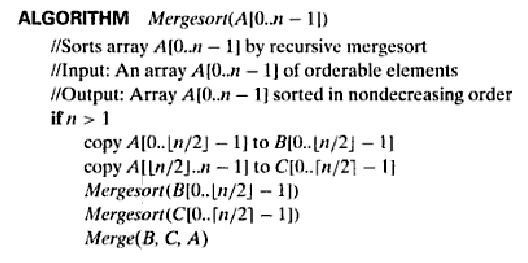 ALGORITHM Mergesort(A[0..n − 1])
//Sorts array A[0..n − 1] by recursive mergesort
//Input: An array A[0..n − 1] of orderable elements
//Output: Array A[0..n − 1] sorted in nondecreasing order
if n > 1
copy A[0..⌊n/2⌋ − 1] to B[0..⌊n/2⌋ − 1]
copy A[⌊n/2⌋..n − 1] to C[0..⌈n/2⌉ − 1]
Mergesort(B[0..⌊n/2⌋ − 1])
Mergesort(C[0..⌈n/2⌉ − 1])
Merge(B, C, A)